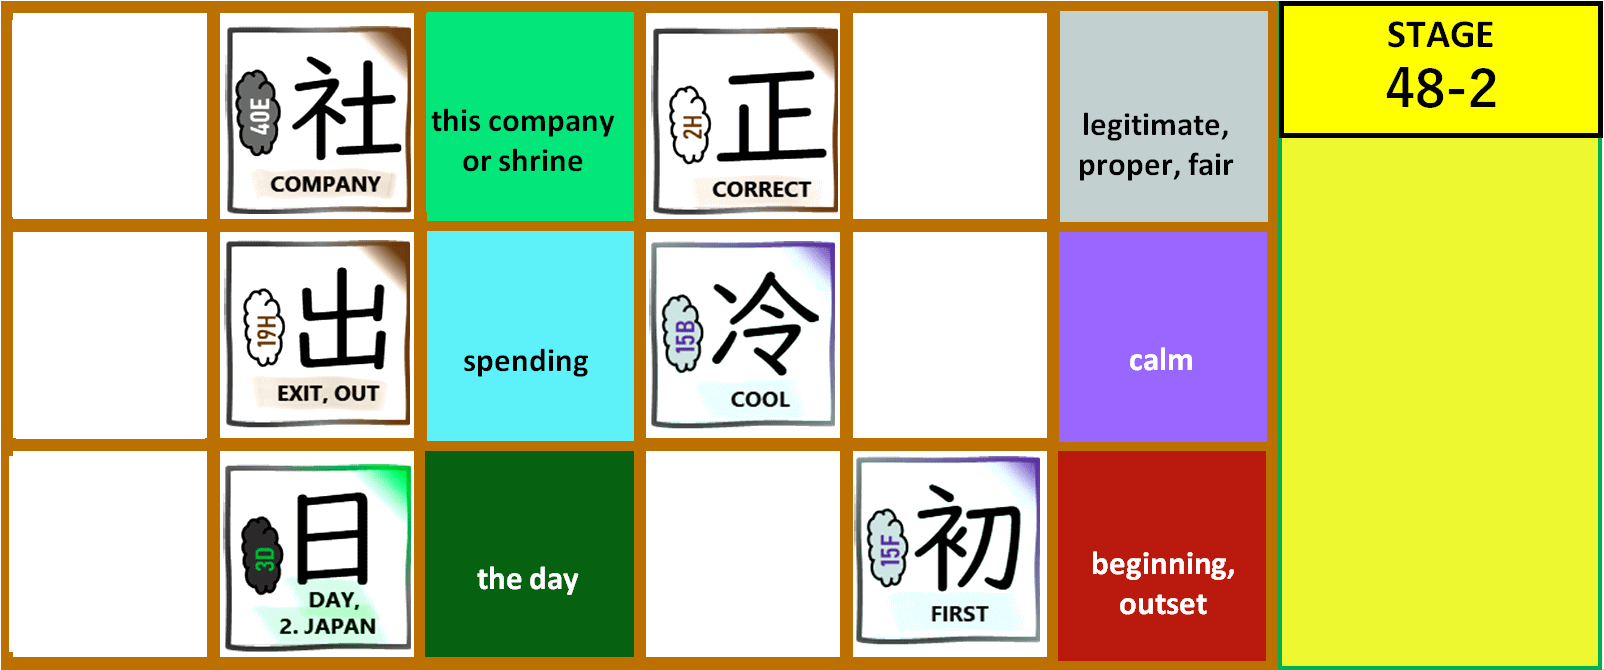 40E
社
COMPANY
this company
or shrine
2H
正
CORRECT
legitimate,
proper, fair
STAGE
48-2
19H
出
EXIT, OUT
spending
15B
冷
COOL
calm
3D
日
DAY,
2. JAPAN
the day
15F
初
FIRST
beginning,
outset